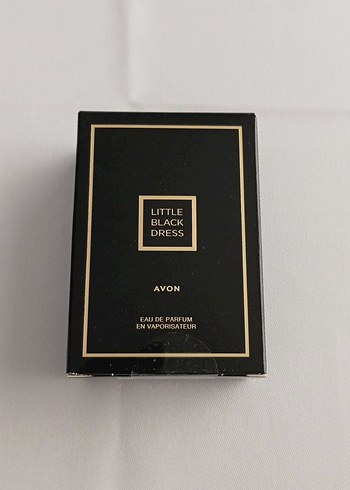 LITTLE
BLACK
DRESS
AVON
EAU DE PARFUM
EN VAPORISATEUR